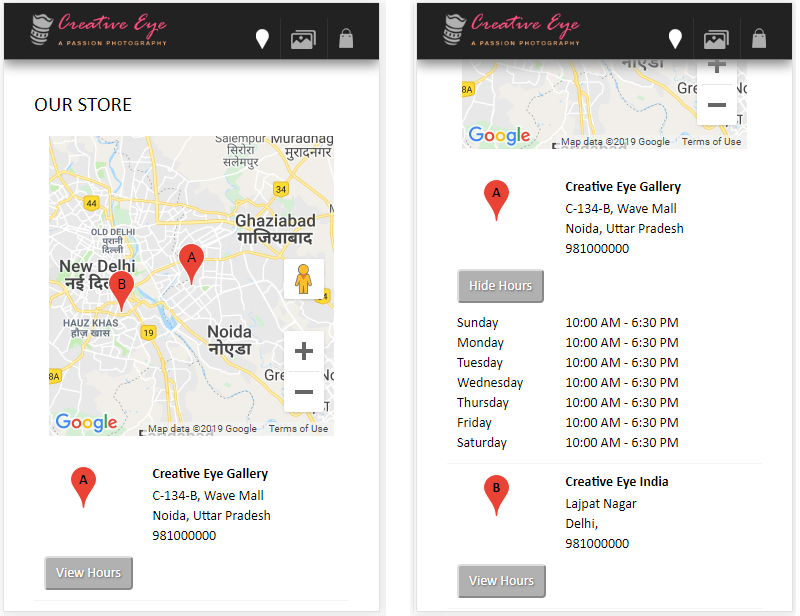 Creative Eye
A PASSION PHOTOGRAPHY
OUR STORE
Salempur
सिरोरा
सलेमपुर
Muradnag
मुरादनगर
34
44
OLD DELHI
पुरानी
दिल्ली
Ghaziabad
गाजियाबाद
New Delhi
नई दिल
A
B
HAUZ KHAS
हौज़ खास
19
Noida
नोएडा
Gre
No
8A
ST
Google
Map data ©2019 Google
Terms of Use
Faridabad
A
Creative Eye Gallery
C-134-B, Wave Mall
Noida, Uttar Pradesh
981000000
View Hours
Creative Eye
A PASSION PHOTOGRAPHY
नोएडा
8A
Gre
No
ST
Google
Map data ©2019 Google
Terms of Use
A
Creative Eye Gallery
C-134-B, Wave Mall
Noida, Uttar Pradesh
981000000
Hide Hours
Sunday 10:00 AM - 6:30 PM
Monday 10:00 AM - 6:30 PM
Tuesday 10:00 AM - 6:30 PM
Wednesday 10:00 AM - 6:30 PM
Thursday 10:00 AM - 6:30 PM
Friday 10:00 AM - 6:30 PM
Saturday 10:00 AM - 6:30 PM
B
Creative Eye India
Lajpat Nagar
Delhi,
981000000
View Hours